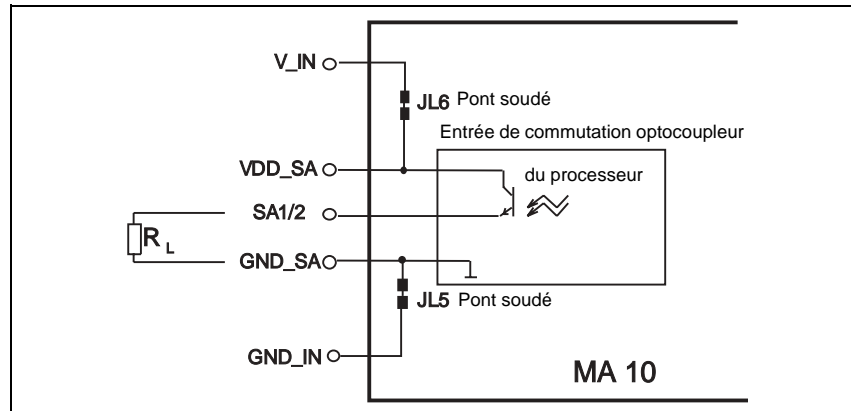 V_IN
JL6 Pont soudé
Entrée de commutation optocoupleur
VDD_SA
du processeur
SA1/2
R L
GND_SA
JL5 Pont soudé
GND_IN
MA 10